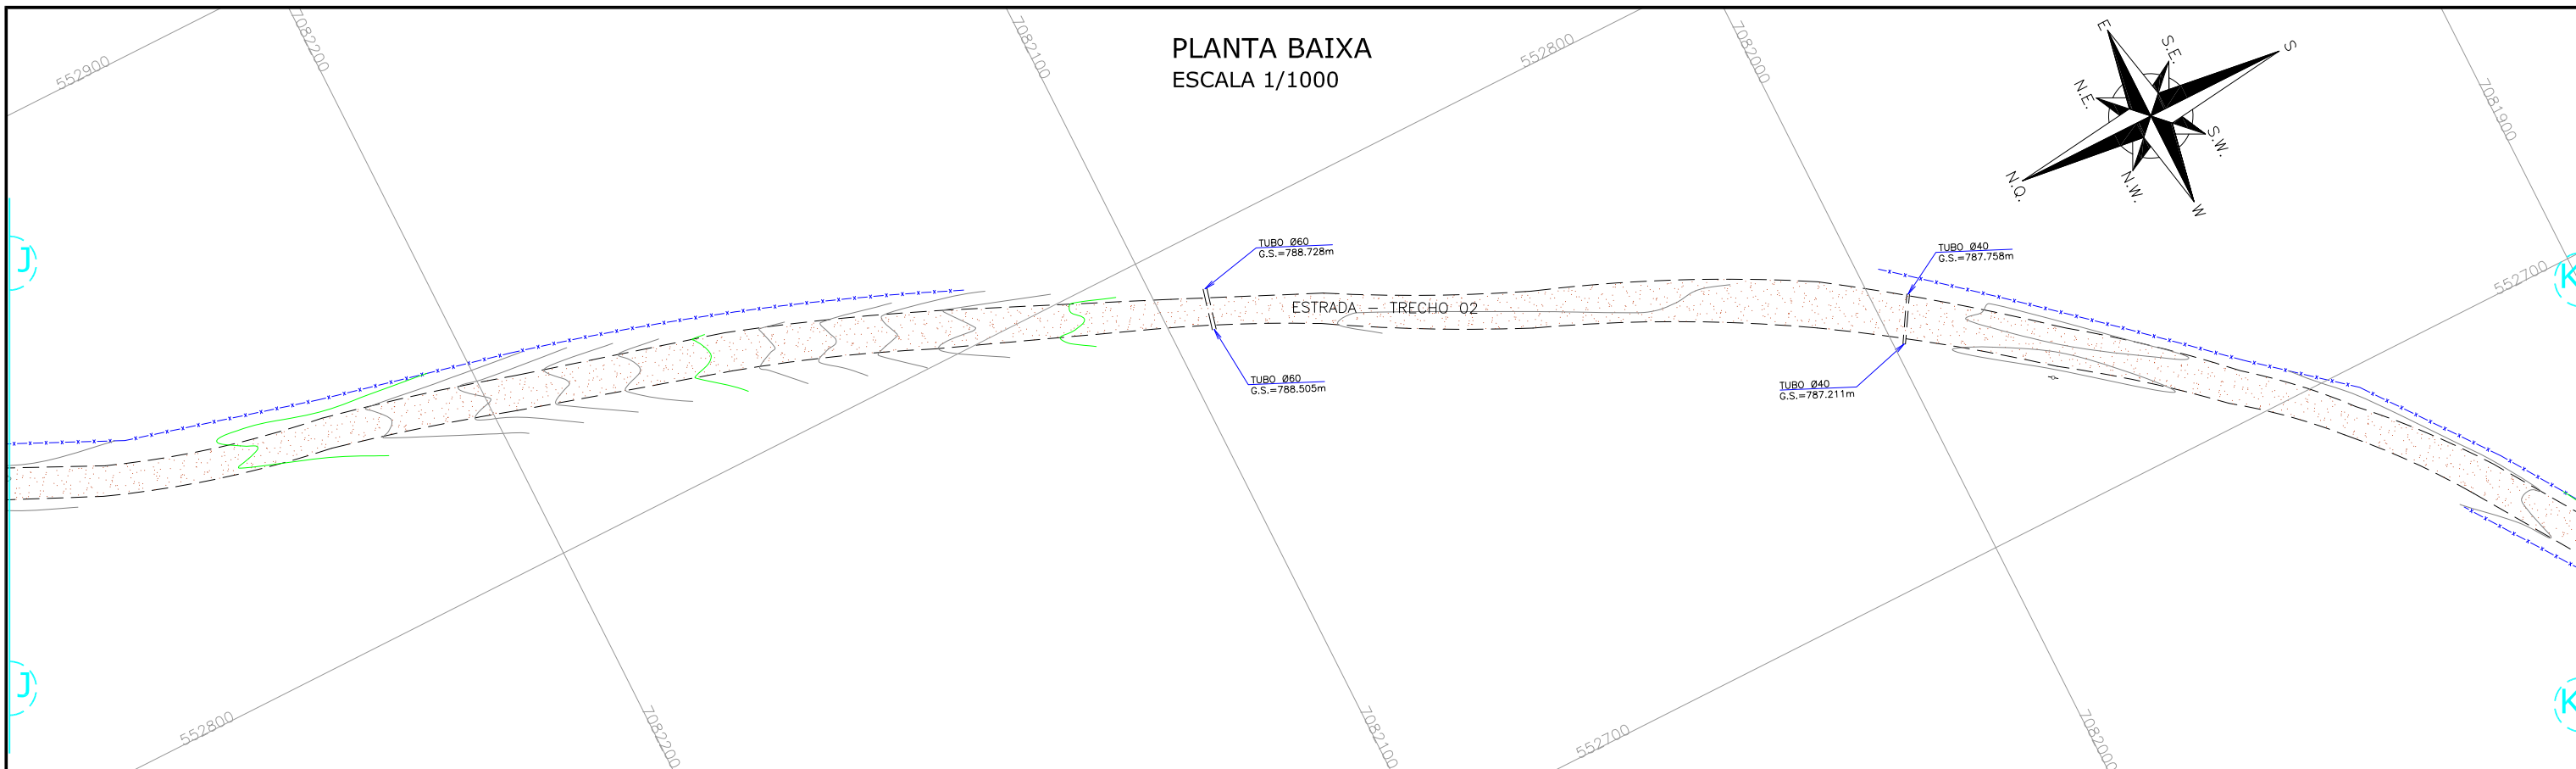 PLANTA BAIXA
ESCALA 1/1000
552900
7082200
7082100
552800
7082000
7081900
E
S.E.
S
N.E.
S.W.
N.O.
N.W.
W
J
K
TUBO Ø60
G.S.=788.728m
TUBO Ø40
G.S.=787.758m
552700
ESTRADA - TRECHO 02
TUBO Ø60
G.S.=788.505m
TUBO Ø40
G.S.=787.211m
J
K
552800
7082200
7082100
552700
7082000